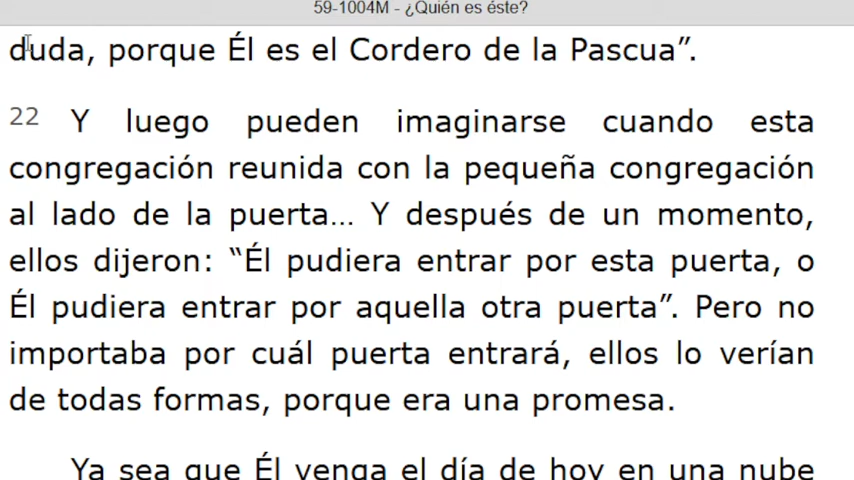 59-1004M - ¿Quién es éste?
duda, porque Él es el Cordero de la Pascua”.
22 Y luego pueden imaginarse cuando esta
congregación reunida con la pequeña congregación
al lado de la puerta... Y después de un momento,
ellos dijeron: “Él pudiera entrar por esta puerta, o
Él pudiera entrar por aquella otra puerta”. Pero no
importaba por cuál puerta entrará, ellos lo verían
de todas formas, porque era una promesa.
Ya sea que Él venga el día de hoy en una nube